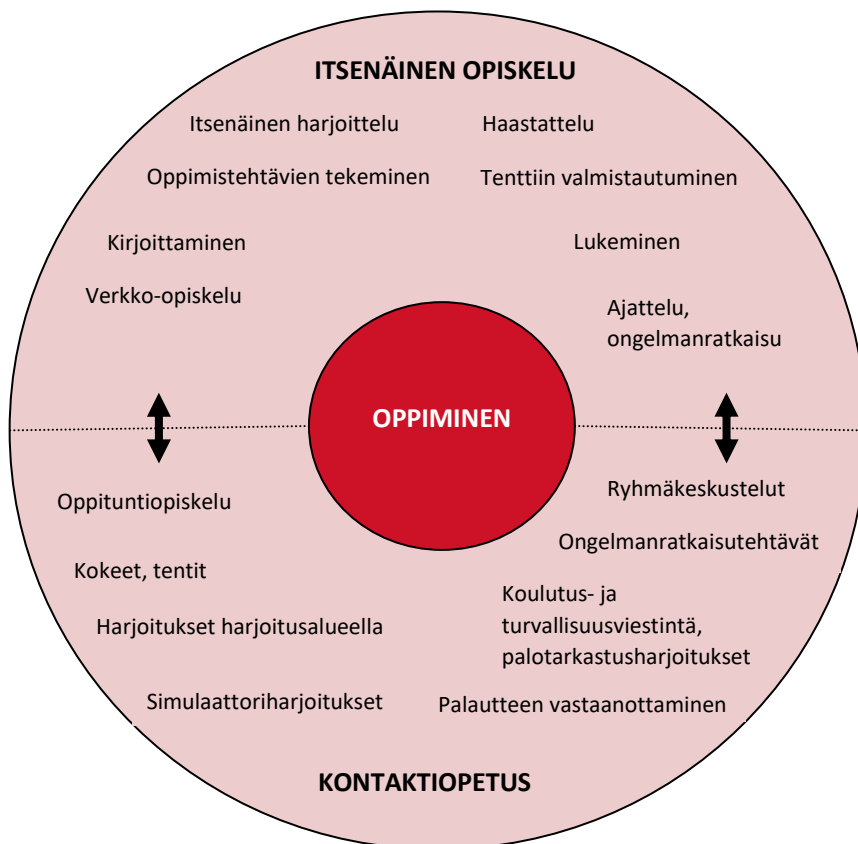 ITSENÄINEN OPISKELU
Itsenäinen harjoittelu
Haastattelu
Oppimistehtävien tekeminen
Tenttiin valmistautuminen
Kirjoittaminen
Lukeminen
Verkko-opiskelu
Ajattelu,
ongelmanratkaisu
OPPIMINEN
Oppituntiopiskelu
Ryhmäkeskustelut
Ongelmanratkaisutehtävät
Kokeet, tentit
Koulutus- ja
turvallisuusviestintä,
palotarkastusharjoitukset
Harjoitukset harjoitusalueella
Simulaattoriharjoitukset
Palautteen vastaanottaminen
KONTAKTIOPETUS